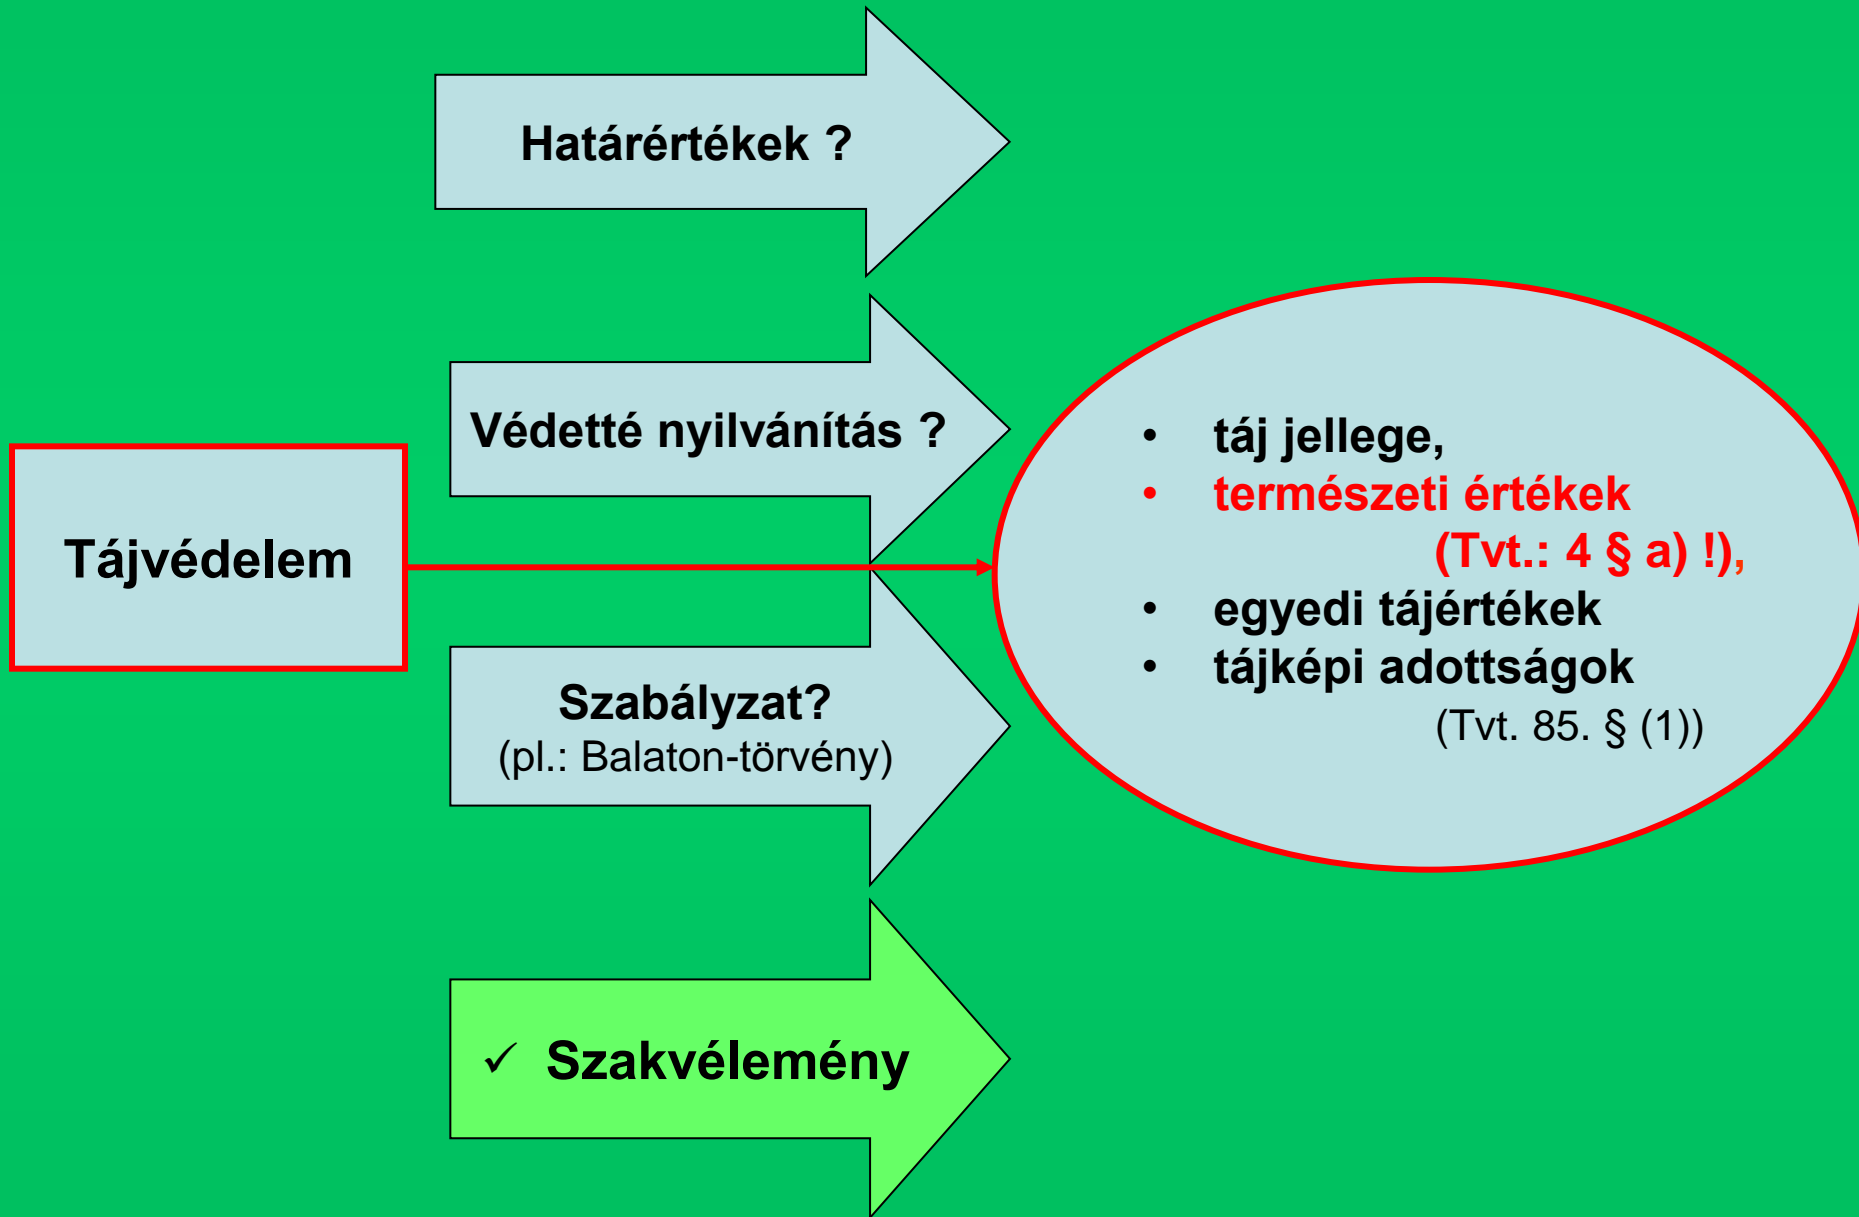 Határértékek ?
Védetté nyilvánítás ?
Tájvédelem
Szabályzat?
(pl.: Balaton-törvény)
✓ Szakvélemény
• táj jellege,
• természeti értékek
(Tvt.: 4 § a) !),
• egyedi tájértékek
• tájképi adottságok
(Tvt. 85. § (1))